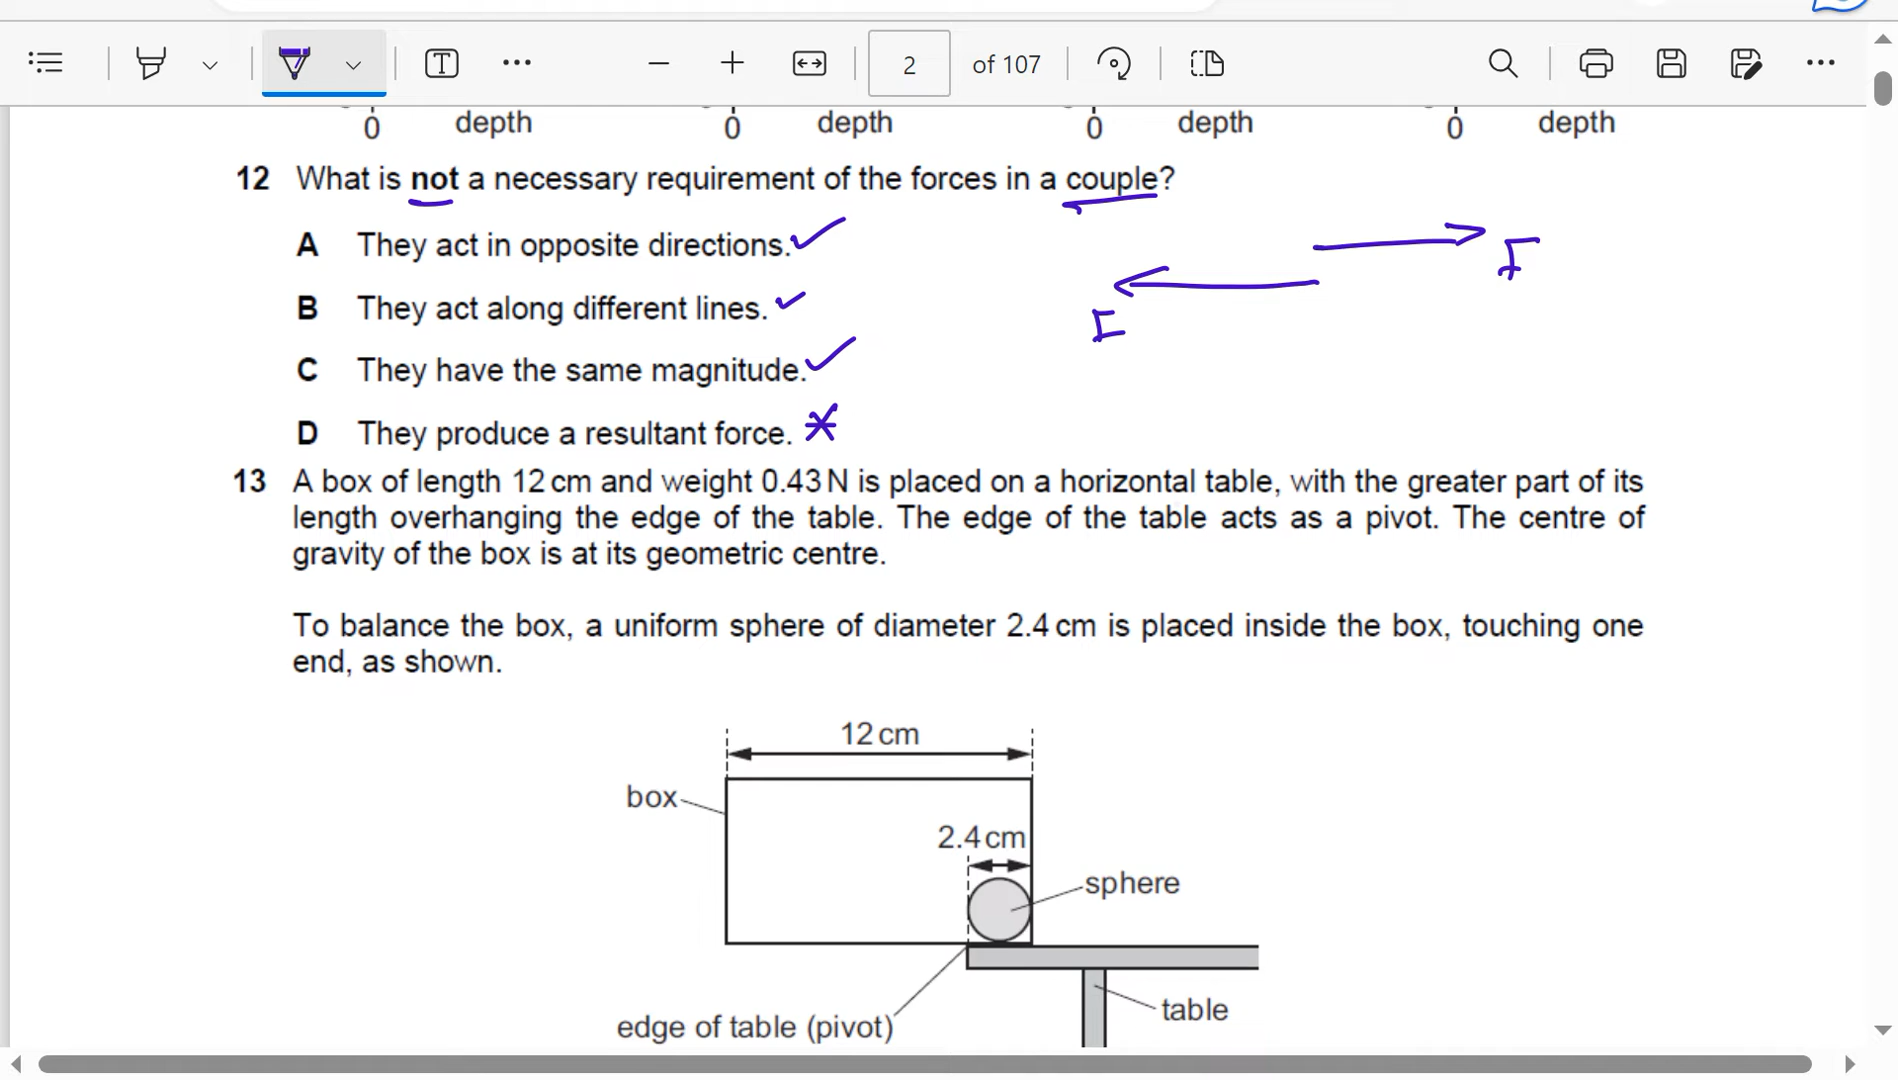 2 of 107
0 depth 0 depth 0 depth 0 depth
12 What is not a necessary requirement of the forces in a couple?
A They act in opposite directions.
F
B They act along different lines.
F
C They have the same magnitude.
D They produce a resultant force.
13 A box of length 12 cm and weight 0.43 N is placed on a horizontal table, with the greater part of its
length overhanging the edge of the table. The edge of the table acts as a pivot. The centre of
gravity of the box is at its geometric centre.
To balance the box, a uniform sphere of diameter 2.4 cm is placed inside the box, touching one
end, as shown.
12 cm
box
2.4 cm
sphere
table
edge of table (pivot)